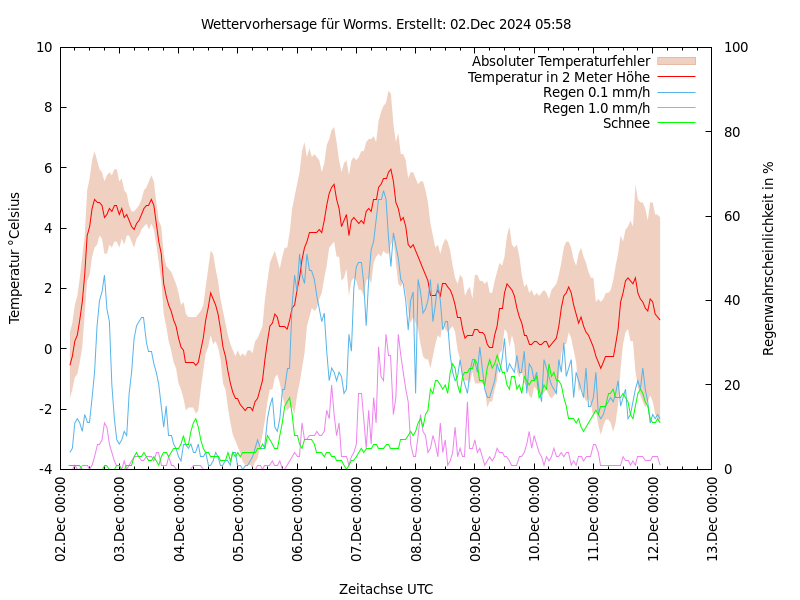 Wettervorhersage für Worms. Erstellt: 02.Dec 2024 05:58
Absoluter Temperaturfehler
Temperatur in 2 Meter Höhe
Regen 0.1 mm/h
Regen 1.0 mm/h
Schnee
Temperatur °Celsius
10
8
6
4
2
0
-2
-4
100
80
60
40
20
0
Regenwahrscheinlichkeit in %
02.Dec 00:00
03.Dec 00:00
04.Dec 00:00
05.Dec 00:00
06.Dec 00:00
07.Dec 00:00
08.Dec 00:00
09.Dec 00:00
10.Dec 00:00
11.Dec 00:00
12.Dec 00:00
13.Dec 00:00
Zeitachse UTC